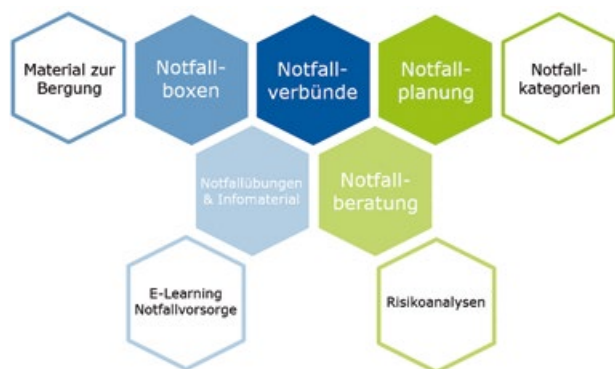 Material zur
Bergung
Notfall-
boxen
Notfall-
verbünde
Notfall-
planung
Notfall-
kategorien
Notfallübungen
& Infomaterial
Notfall-
beratung
E-Learning
Notfallvorsorge
Risikoanalysen